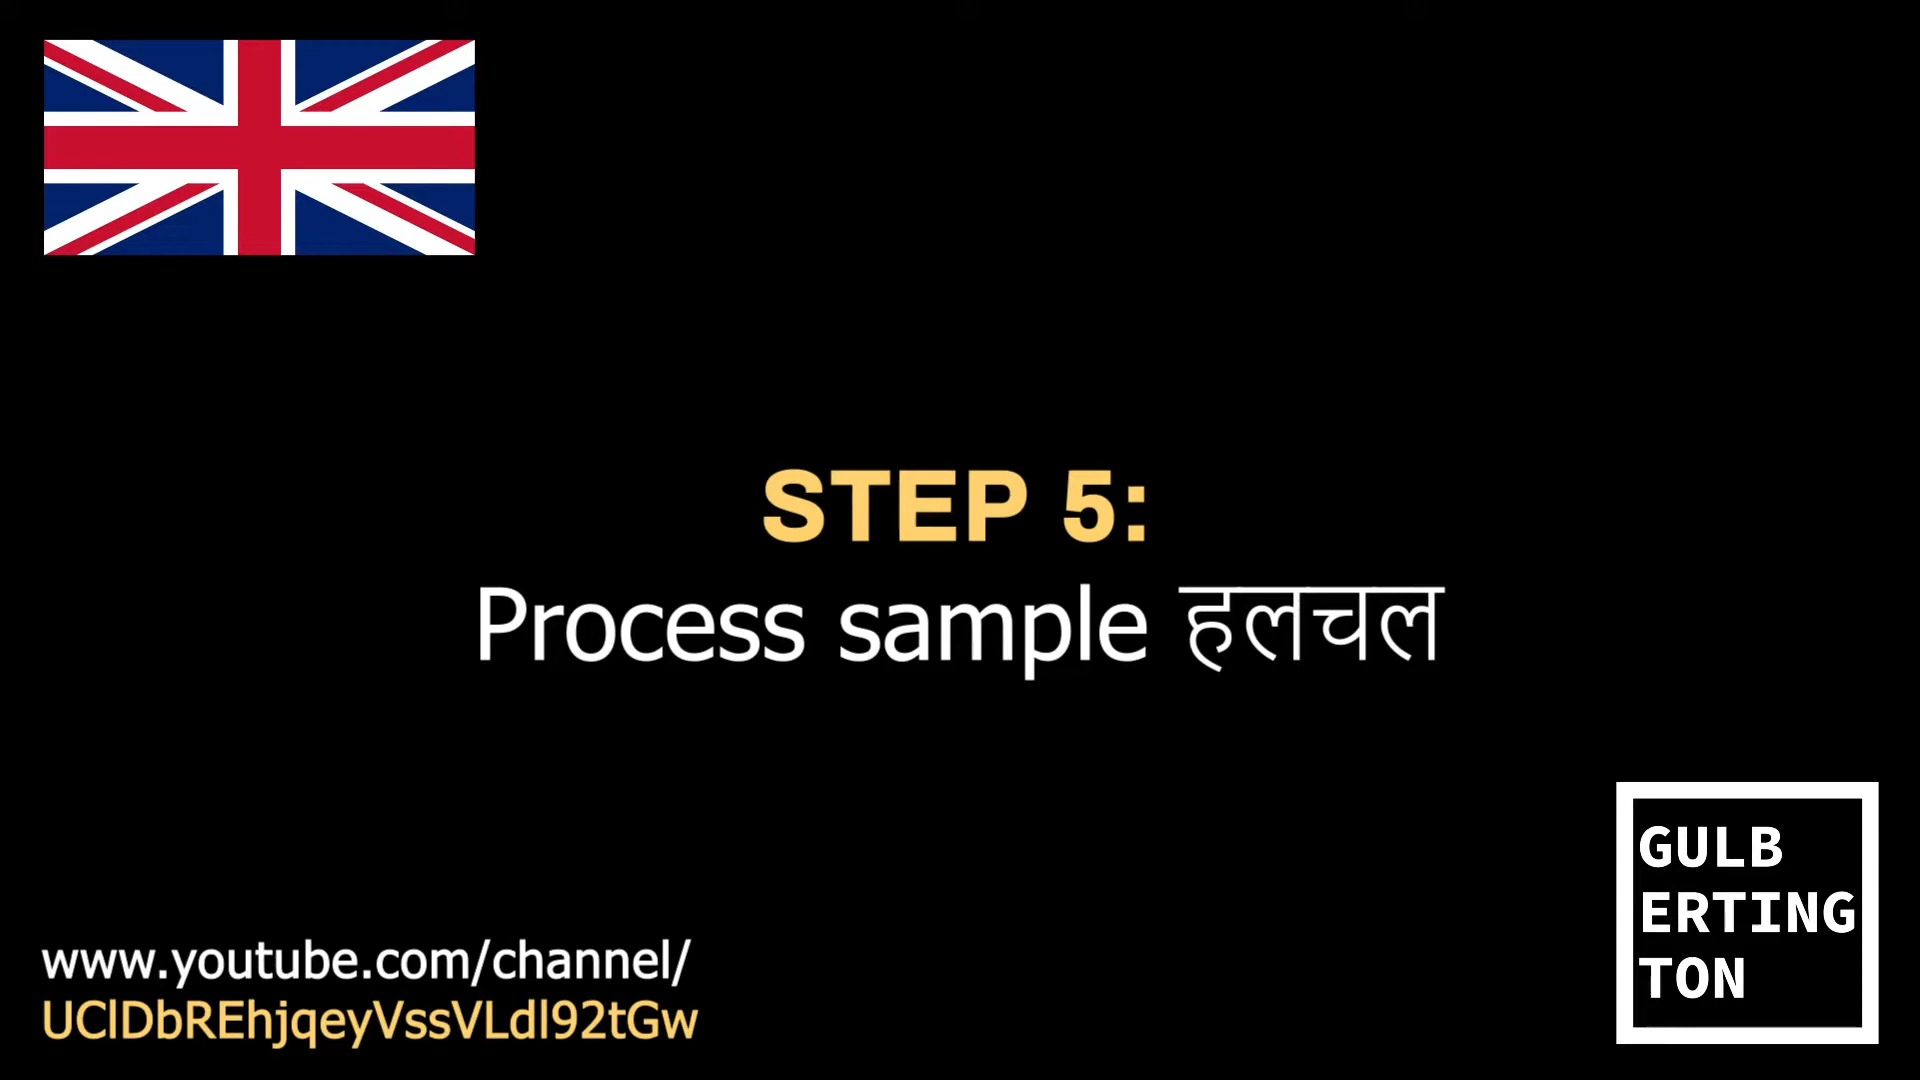 STEP 5:
Process sample हलचल
www.youtube.com/channel/
UClDbREhjqeyVssVLdl92tGw
GULB
ERTING
TON